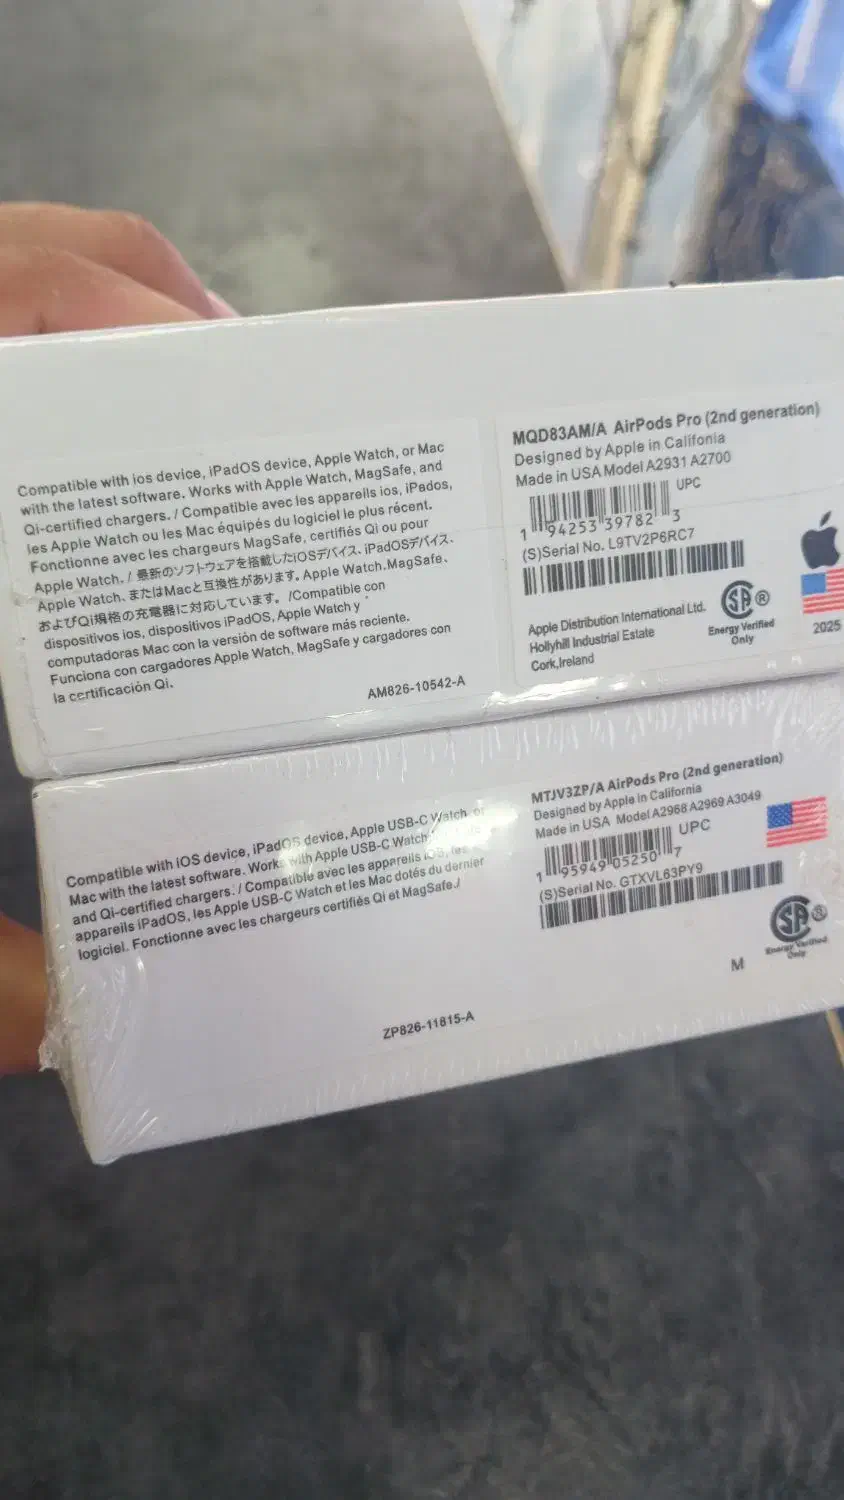 Compatible with ios device, iPadOS device, Apple Watch, or Mac
with the latest software. Works with Apple Watch, MagSafe, and
Qi-certified chargers. / Compatible avec les appareils ios, iPados,
les Apple Watch ou les Mac équipés du logiciel le plus récent.
Fonctionne avec les chargeurs MagSafe, certifiés Qi ou pour
Apple Watch. / 最新のソフトウェアを搭載したiOSデバイス、iPadOSデバイス、
Apple Watch、またはMacと互換性があります。Apple Watch.MagSafe、
およびQi規格の充電器に対応しています。 /Compatible con
dispositivos ios, dispositivos iPadOS, Apple Watch y
computadoras Mac con la versión de software más reciente.
Funciona con cargadores Apple Watch, MagSafe y cargadores con
la certificación Qi.
AM826-10542-A
MQD83AM/A AirPods Pro (2nd generation)
Designed by Apple in Califonia
Made in USA Model A2931 A2700
UPC
1 94253 39782 3
(S)Serial No. L9TV2P6RC7
Apple Distribution International Ltd.
Hollyhill Industrial Estate
Cork,Ireland
SA ®
Energy Verified
Only
2025
Compatible with iOS device, iPadOS device, Apple USB-C Watch, or
Mac with the latest software. Works with Apple USB-C Watch
and Qi-certified chargers. / Compatible avec les appareils iOS, les
appareils iPadOS, les Apple USB-C Watch et les Mac dotés du dernier
logiciel. Fonctionne avec les chargeurs certifiés Qi et MagSafe./
ZP826-11815-A
MTJV3ZP/A AirPods Pro (2nd generation)
Designed by Apple in California
Made in USA Model A2968 A2969 A3049
UPC
1 95949 05250 7
(S)Serial No. GTXVL63PY9
SA ®
Energy Verified
Only
M